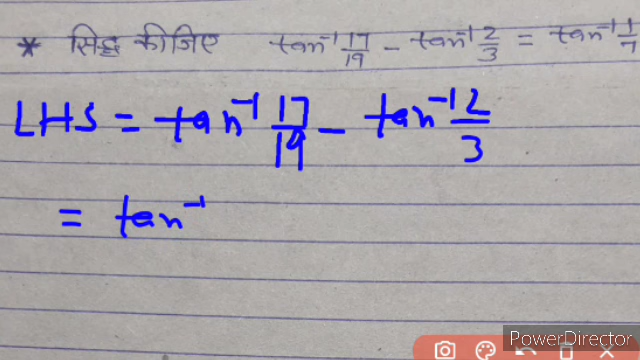 * सिद्ध कीजिए tan⁻¹ 17/19 - tan⁻¹ 2/3 = tan⁻¹ 1/7
LHS = tan⁻¹ 17/19 - tan⁻¹ 2/3
= tan⁻¹
PowerDirector